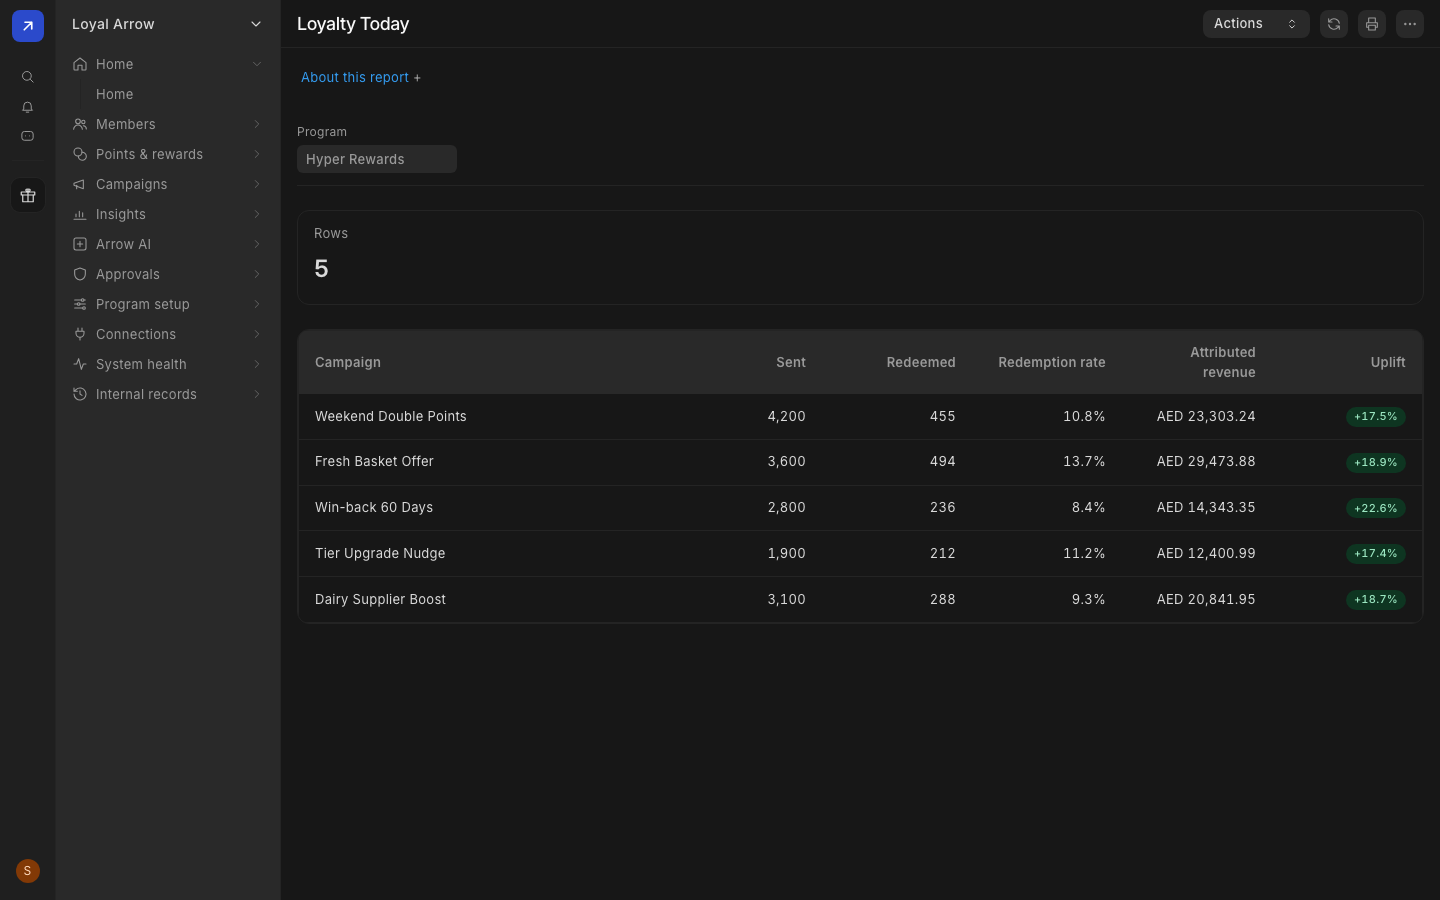 Loyal Arrow
Home
Home
Members
Points & rewards
Campaigns
Insights
Arrow AI
Approvals
Program setup
Connections
System health
Internal records
S
Loyalty Today
Actions
About this report +
Program
Hyper Rewards
Rows
5
Campaign Sent Redeemed Redemption rate Attributed revenue Uplift
Weekend Double Points 4,200 455 10.8% AED 23,303.24 +17.5%
Fresh Basket Offer 3,600 494 13.7% AED 29,473.88 +18.9%
Win-back 60 Days 2,800 236 8.4% AED 14,343.35 +22.6%
Tier Upgrade Nudge 1,900 212 11.2% AED 12,400.99 +17.4%
Dairy Supplier Boost 3,100 288 9.3% AED 20,841.95 +18.7%